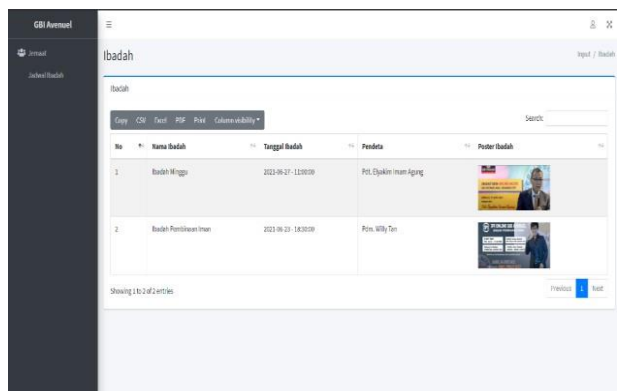 GBI Avenuel
Jemaat
Jadwal Ibadah
Ibadah
Input / Ibadah
Ibadah
Copy CSV Excel PDF Print Column visibility
Search:
No Nama Ibadah Tanggal Ibadah Pendeta Poster Ibadah
1 Ibadah Minggu 2021-06-27 - 11:00:00 Pdt. Elyakim Imam Agung
2 Ibadah Pembinaan Iman 2021-06-23 - 18:30:00 Pdm. Willy Tan
Showing 1 to 2 of 2 entries
Previous 1 Next